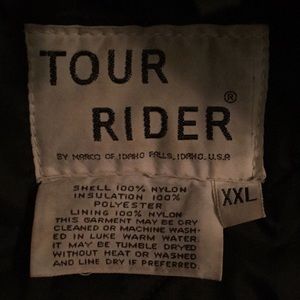 TOUR
RIDER®
BY MARCO OF IDAHO FALLS, IDAHO, U.S.A
SHELL 100% NYLON
INSULATION 100%
POLYESTER
LINING 100% NYLON
THIS GARMENT MAY BE DRY
CLEANED OR MACHINE WASH-
ED IN LUKE WARM WATER.
IT MAY BE TUMBLE DRYED
WITHOUT HEAT OR WASHED
AND LINE DRY IF PREFERRED.
XXL